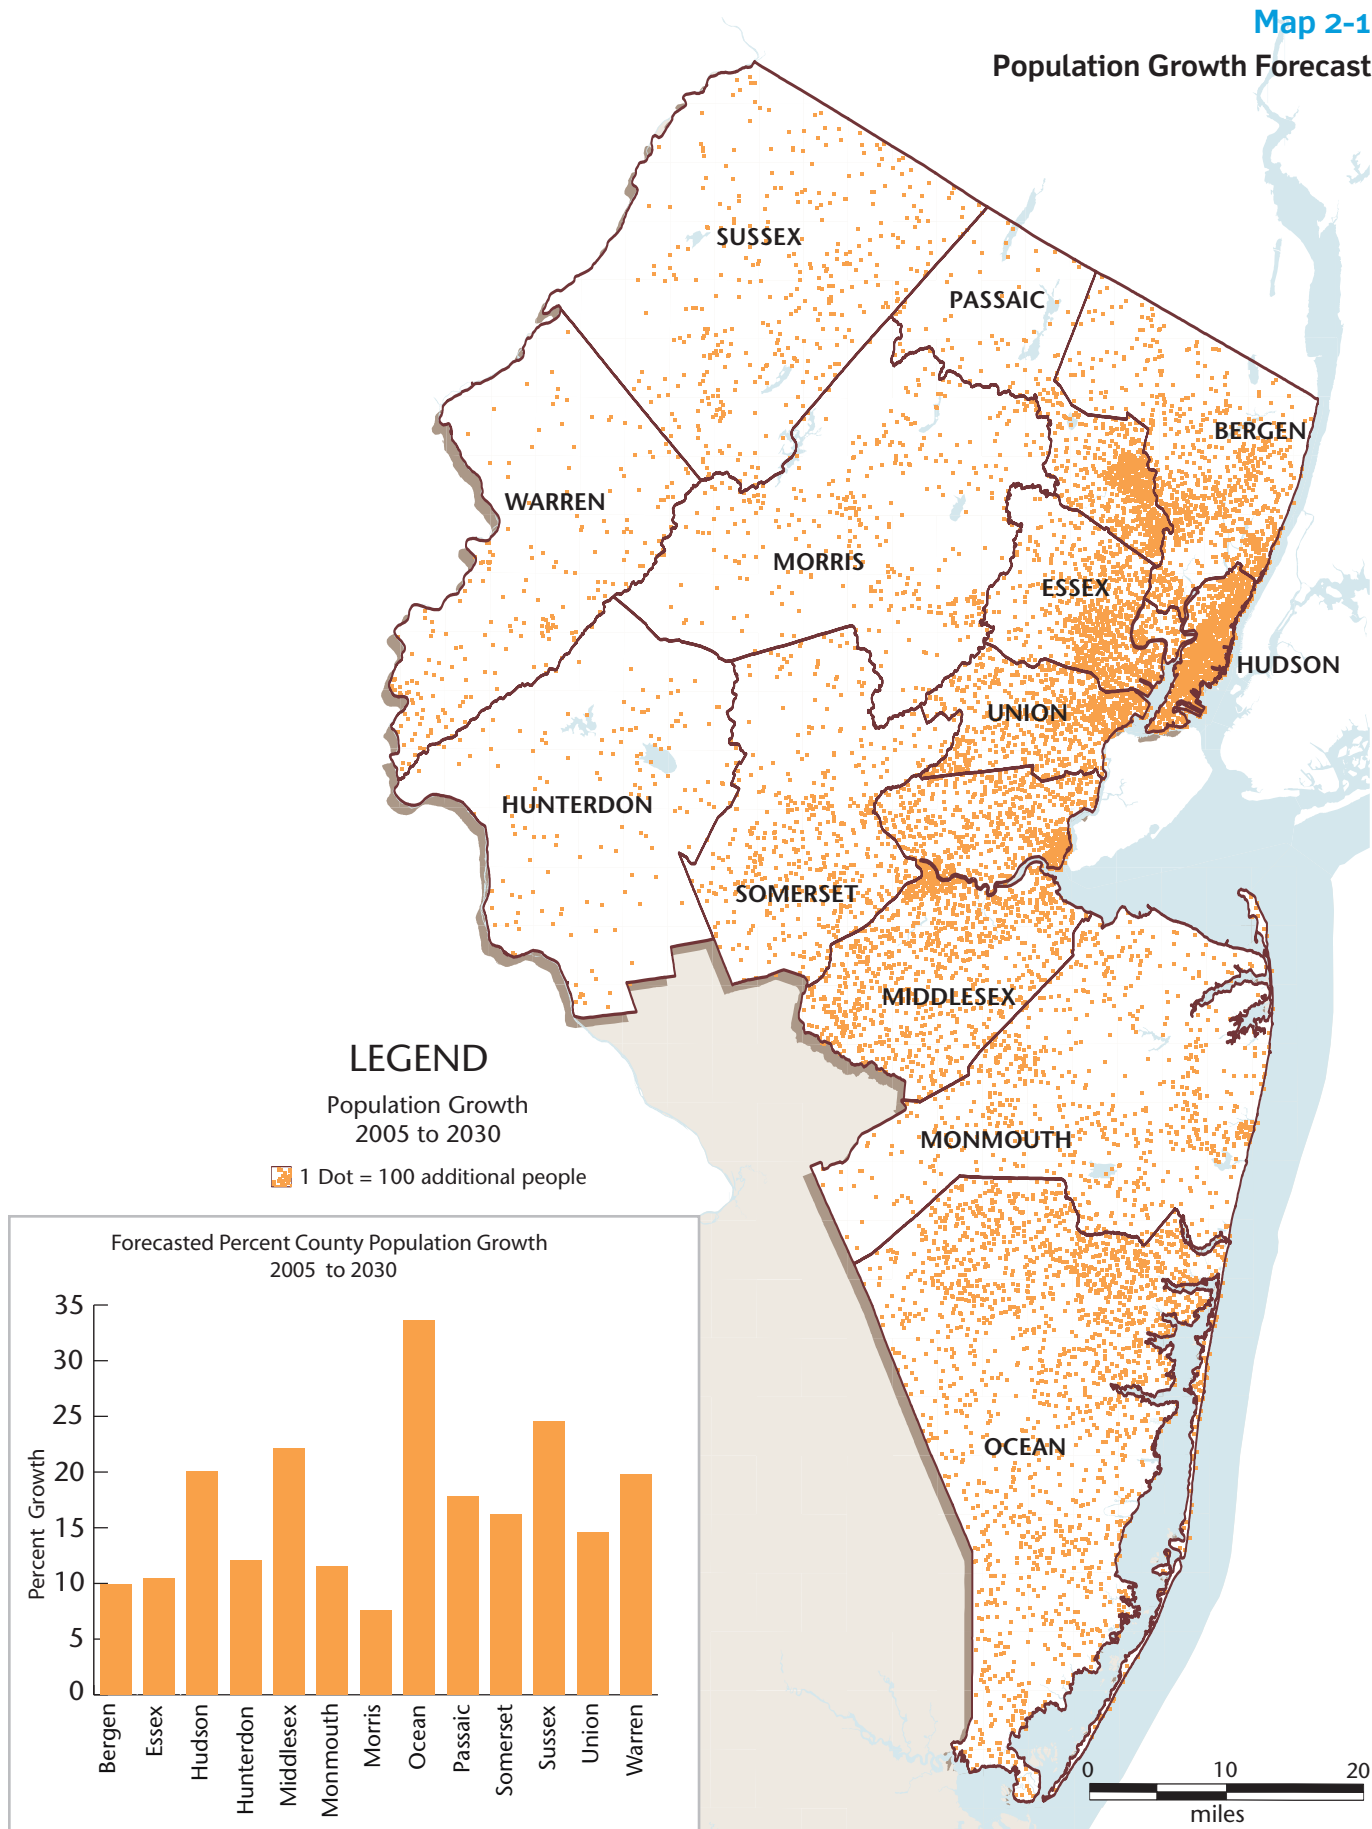 Map 2-1
Population Growth Forecast
SUSSEX
PASSAIC
BERGEN
WARREN
MORRIS
ESSEX
HUDSON
UNION
HUNTERDON
SOMERSET
MIDDLESEX
MONMOUTH
OCEAN
LEGEND
Population Growth
2005 to 2030
1 Dot = 100 additional people
Forecasted Percent County Population Growth
2005 to 2030
Percent Growth
35
30
25
20
15
10
5
0
Bergen
Essex
Hudson
Hunterdon
Middlesex
Monmouth
Morris
Ocean
Passaic
Somerset
Sussex
Union
Warren
0 10 20
miles